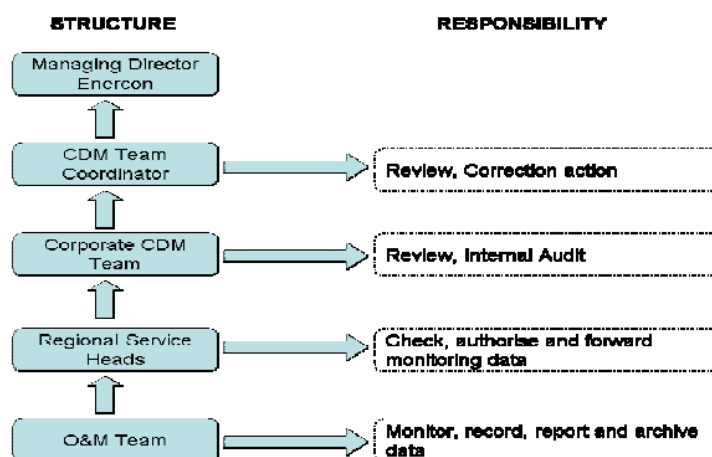 STRUCTURE
RESPONSIBILITY
Managing Director
Enercon
CDM Team
Coordinator
Review, Correction action
Corporate CDM
Team
Review, Internal Audit
Regional Service
Heads
Check, authorise and forward
monitoring data
O&M Team
Monitor, record, report and archive
data